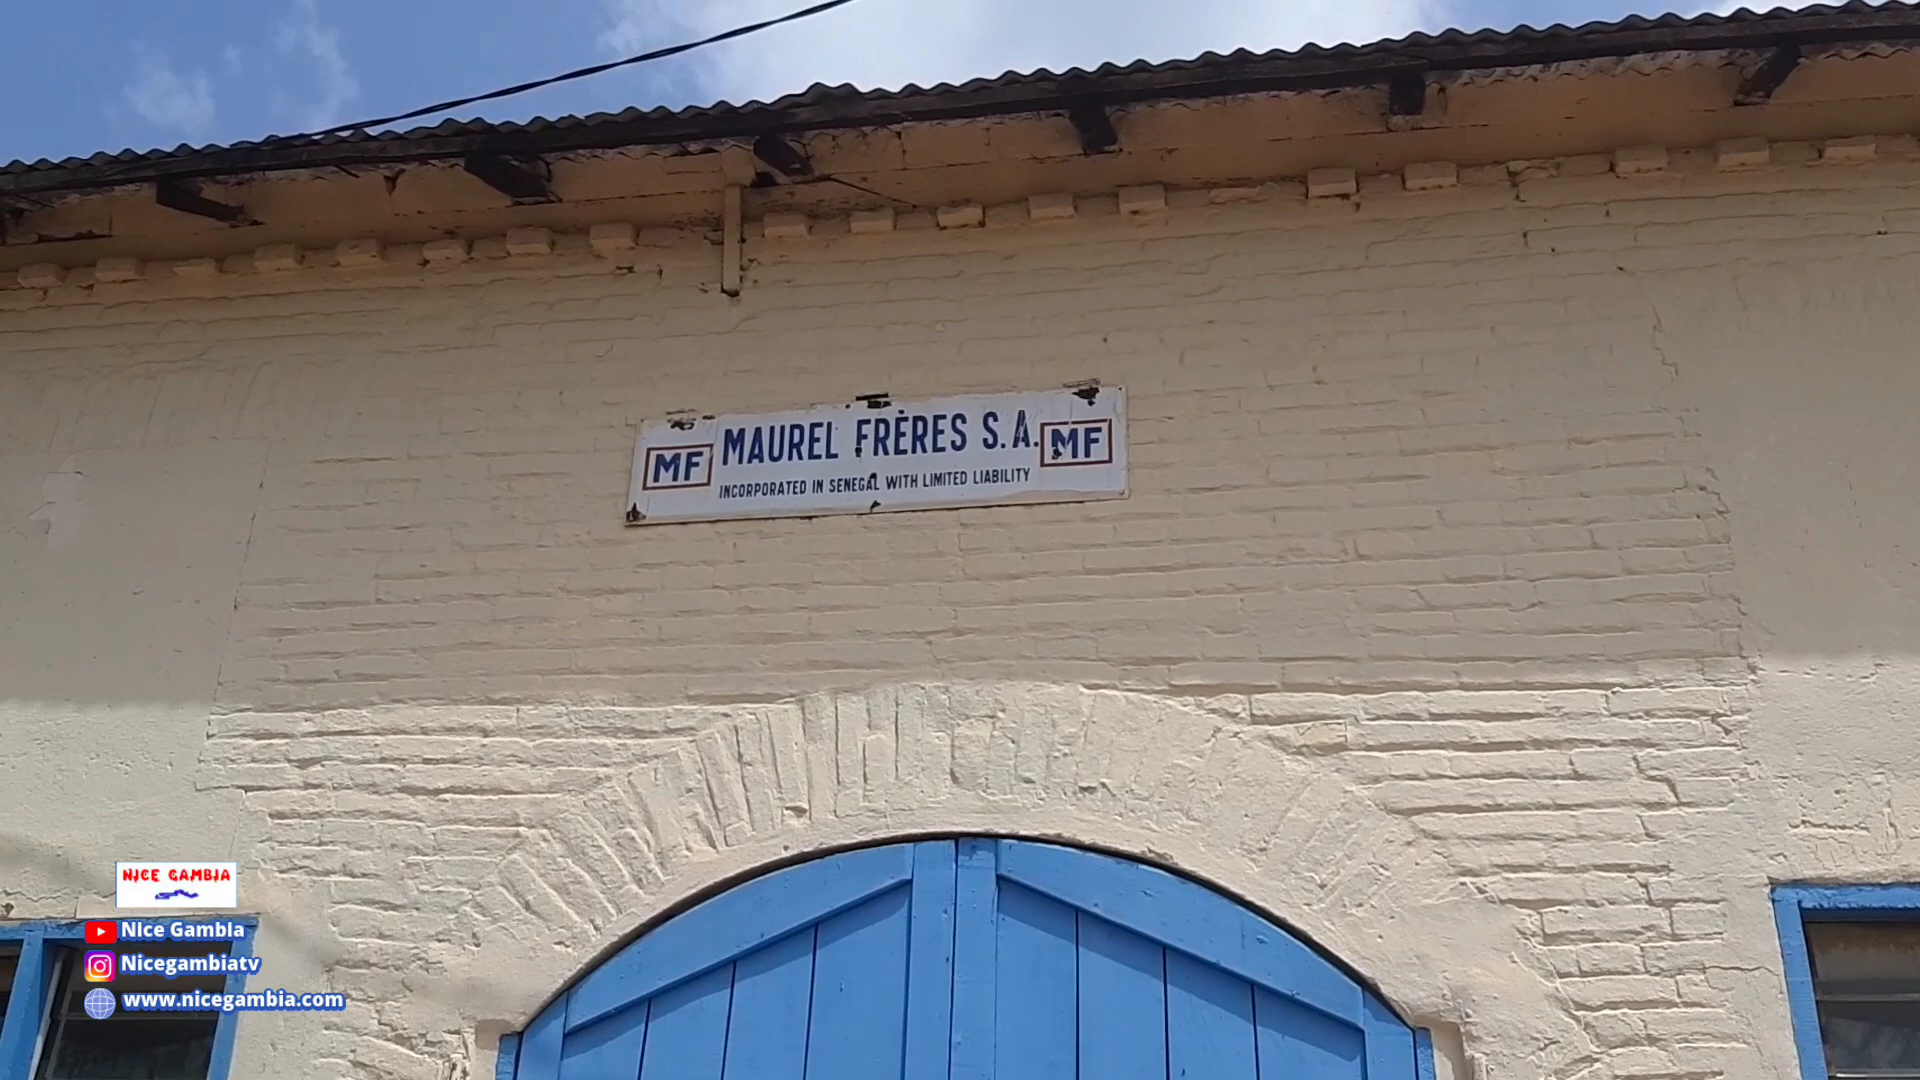 MAUREL FRÈRES S.A.
MF
MF
INCORPORATED IN SENEGAL WITH LIMITED LIABILITY
NICE GAMBIA
Nice Gambia
Nicegambiatv
www.nicegambia.com